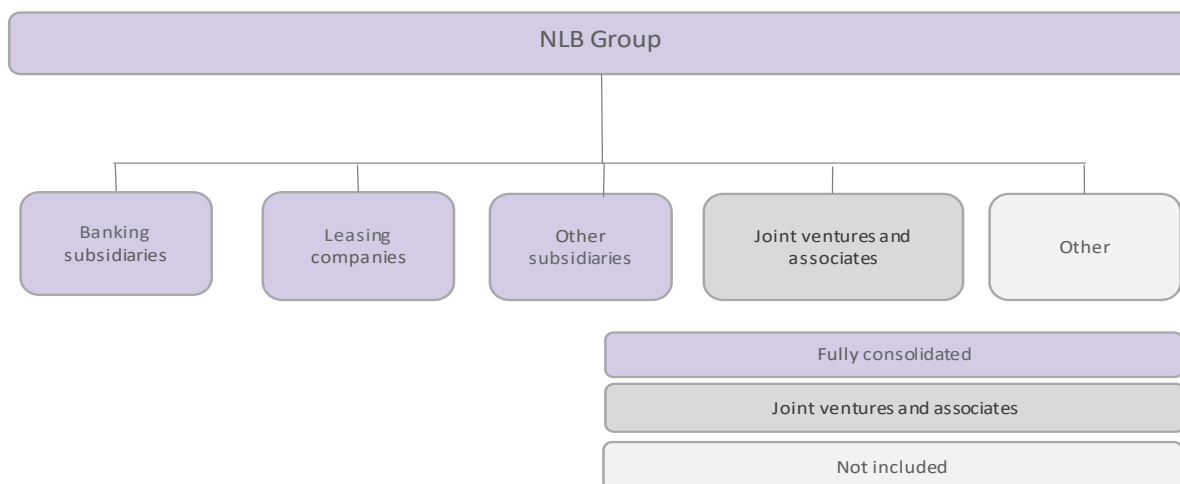 NLB Group
Banking
subsidiaries
Leasing
companies
Other
subsidiaries
Joint ventures and
associates
Other
Fully consolidated
Joint ventures and associates
Not included